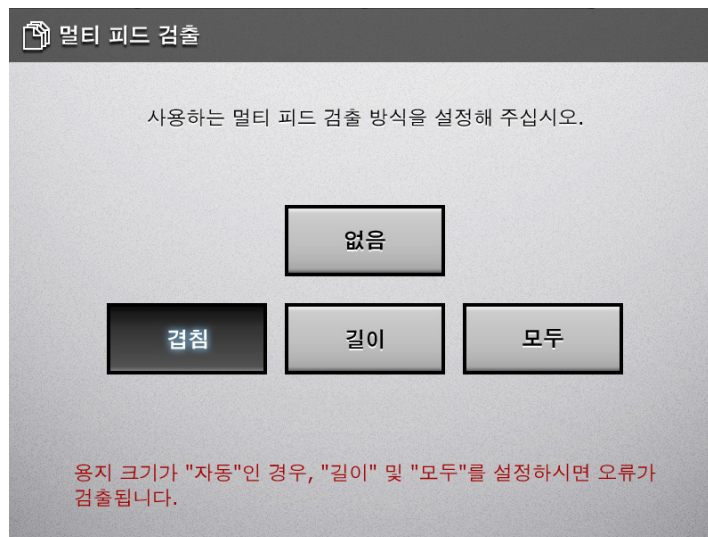 멀티 피드 검출
사용하는 멀티 피드 검출 방식을 설정해 주십시오.
없음
겹침
길이
모두
용지 크기가 "자동"인 경우, "길이" 및 "모두"를 설정하시면 오류가
검출됩니다.